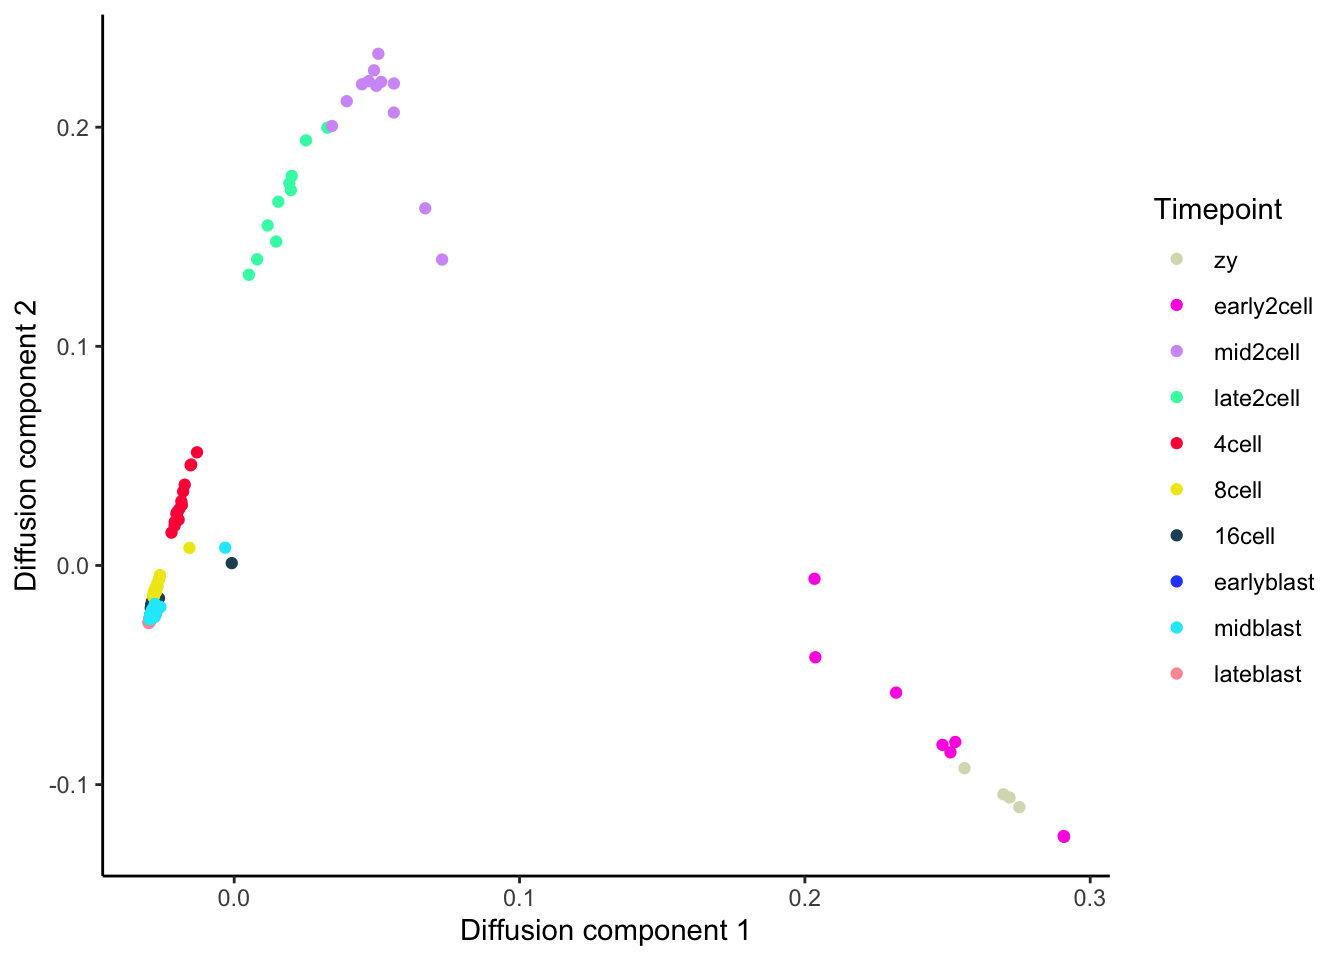 Diffusion component 2
0.2
0.1
0.0
-0.1
0.0
0.1
0.2
0.3
Diffusion component 1
Timepoint
zy
early2cell
mid2cell
late2cell
4cell
8cell
16cell
earlyblast
midblast
lateblast